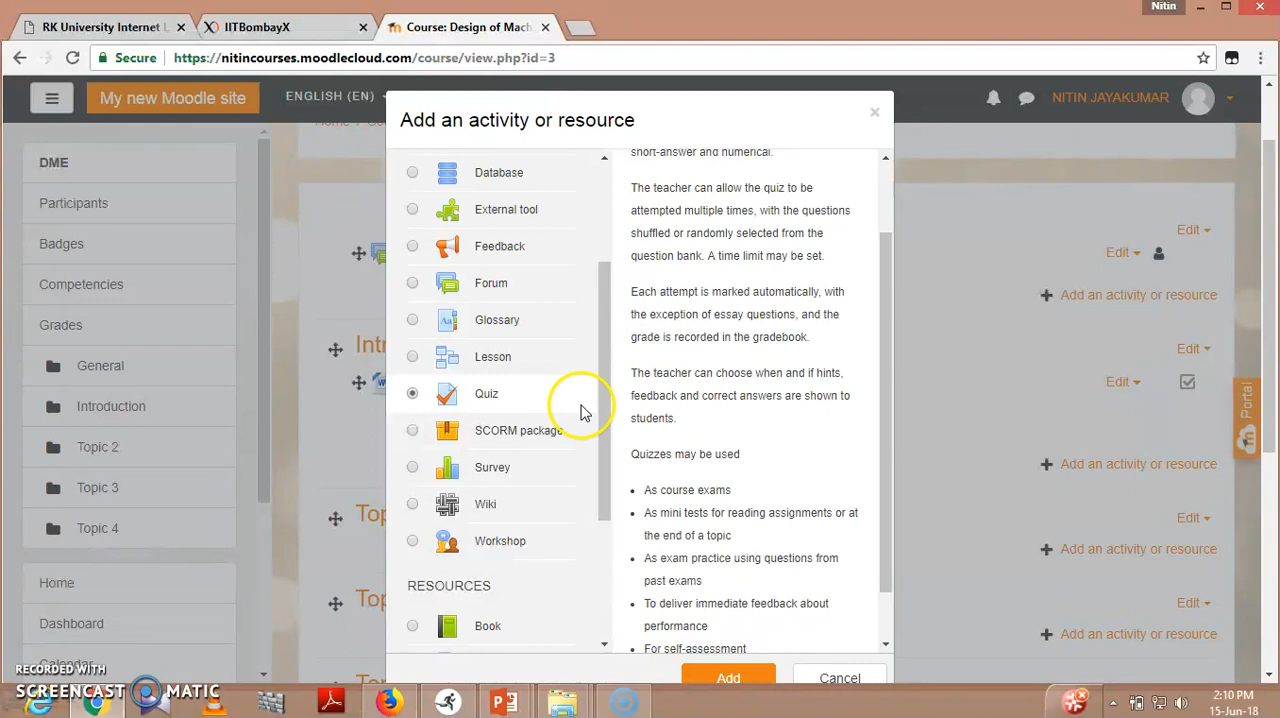 Nitin
RK University Internet L
IITBombayX
Course: Design of Mach
Secure
https://nitincourses.moodlecloud.com/course/view.php?id=3
My new Moodle site
ENGLISH (EN)
NITIN JAYAKUMAR
Add an activity or resource
DME
Participants
Badges
Competencies
Grades
General
Introduction
Topic 2
Topic 3
Topic 4
Home
Dashboard
Calendar
Database
External tool
Feedback
Forum
Glossary
Lesson
Quiz
SCORM package
Survey
Wiki
Workshop
RESOURCES
Book
short-answer and numerical.
The teacher can allow the quiz to be
attempted multiple times, with the questions
shuffled or randomly selected from the
question bank. A time limit may be set.
Each attempt is marked automatically, with
the exception of essay questions, and the
grade is recorded in the gradebook.
The teacher can choose when and if hints,
feedback and correct answers are shown to
students.
Quizzes may be used
As course exams
As mini tests for reading assignments or at
the end of a topic
As exam practice using questions from
past exams
To deliver immediate feedback about
performance
For self-assessment
Add
Cancel
Intr
Top
Top
Edit
Edit
Add an activity or resource
Edit
Edit
Add an activity or resource
Edit
Add an activity or resource
Edit
Add an activity or resource
Portal
RECORDED WITH
SCREENCAST MATIC
2:10 PM
15-Jun-18